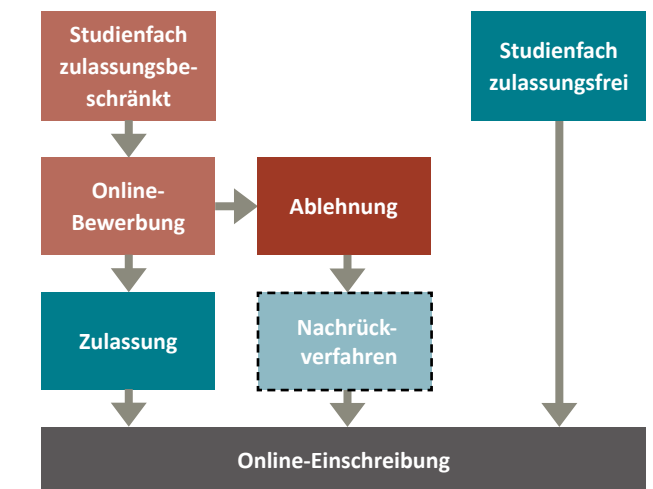 Studienfach
zulassungsbe-
schränkt
Studienfach
zulassungsfrei
Online-
Bewerbung
Ablehnung
Zulassung
Nachrück-
verfahren
Online-Einschreibung